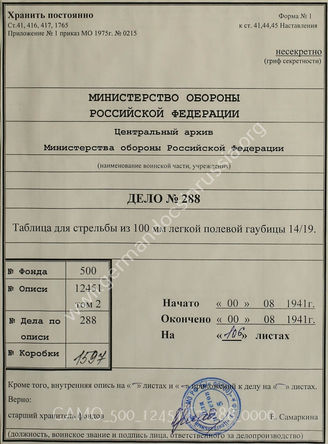 Хранить постоянно
Ст.41, 416, 417, 1765
Приложение № 1 приказ МО 1975г. № 0215
Форма № 1
к ст. 41,44,45 Наставления
несекретно
(гриф секретности)
МИНИСТЕРСТВО ОБОРОНЫ
РОССИЙСКОЙ ФЕДЕРАЦИИ
Центральный архив
Министерства обороны Российской Федерации
(наименование воинской части, учреждения)
ДЕЛО № 288
Таблица для стрельбы из 100 мм легкой полевой гаубицы 14/19.
№ Фонда 500
№ Описи 12451
том 2
№ Дела по описи 288
№ Коробки 1597
Начато « 00 » 08 1941г.
Окончено « 00 » 08 1941г.
На « 106 » листах
Кроме того, внутренняя опись на « » листах и « » приложений к делу на « » листах.
Верно:
старший хранитель фондов Е. Самаркина
(должность, воинское звание и подпись лица, ответственного за делопроизводство)
www.germandocsinrussia.org